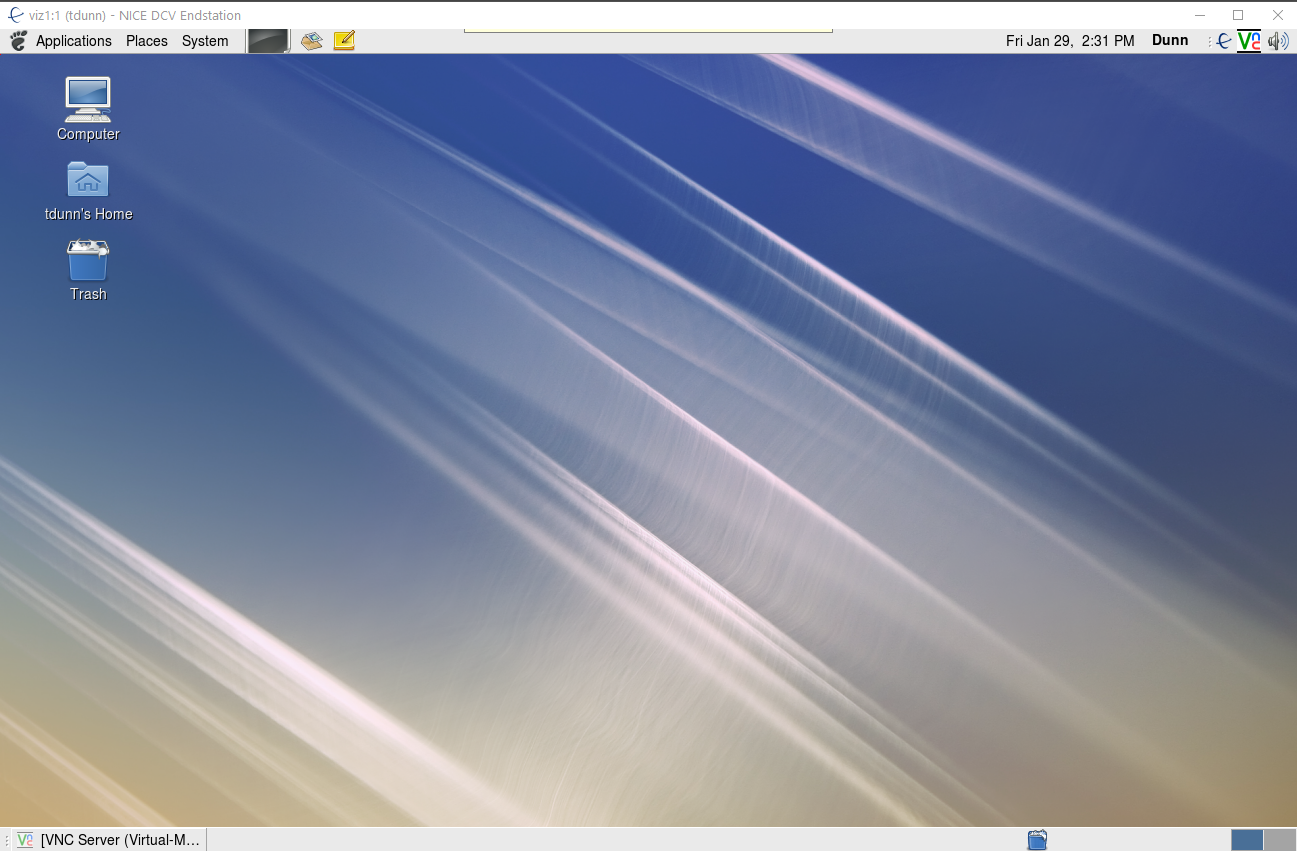 viz1:1 (tdunn) - NICE DCV Endstation
Applications Places System Fri Jan 29, 2:31 PM Dunn
Computer
tdunn's Home
Trash
[VNC Server (Virtual-M...